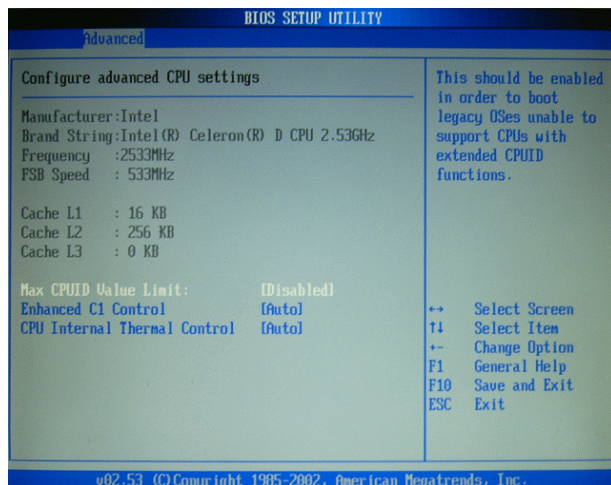 BIOS SETUP UTILITY
Advanced
Configure advanced CPU settings
Manufacturer:Intel
Brand String:Intel(R) Celeron(R) D CPU 2.53GHz
Frequency :2533MHz
FSB Speed : 533MHz
Cache L1 : 16 KB
Cache L2 : 256 KB
Cache L3 : 0 KB
Max CPUID Value Limit: [Disabled]
Enhanced C1 Control [Auto]
CPU Internal Thermal Control [Auto]
This should be enabled
in order to boot
legacy OSes unable to
support CPUs with
extended CPUID
functions.
↔ Select Screen
↑↓ Select Item
+- Change Option
F1 General Help
F10 Save and Exit
ESC Exit
v02.53 (C)Copyright 1985-2002, American Megatrends, Inc.